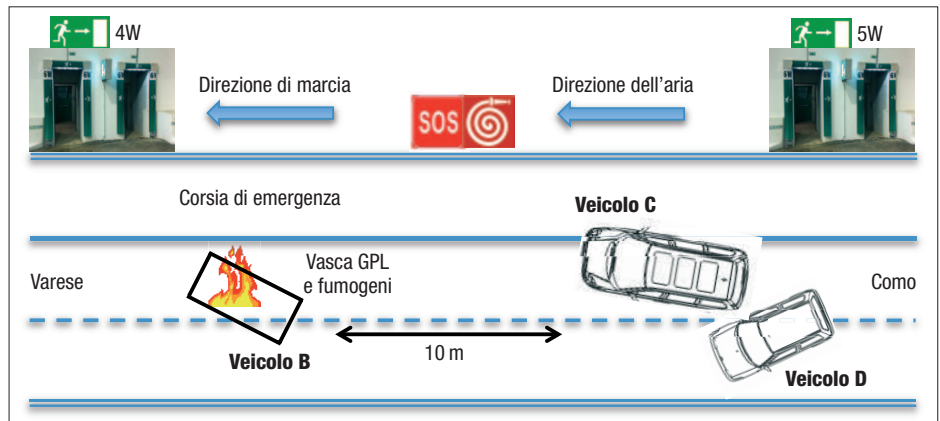 4W
5W
Direzione di marcia
Direzione dell'aria
SOS
Corsia di emergenza
Veicolo C
Varese
Vasca GPL
e fumogeni
Como
Veicolo B
10 m
Veicolo D